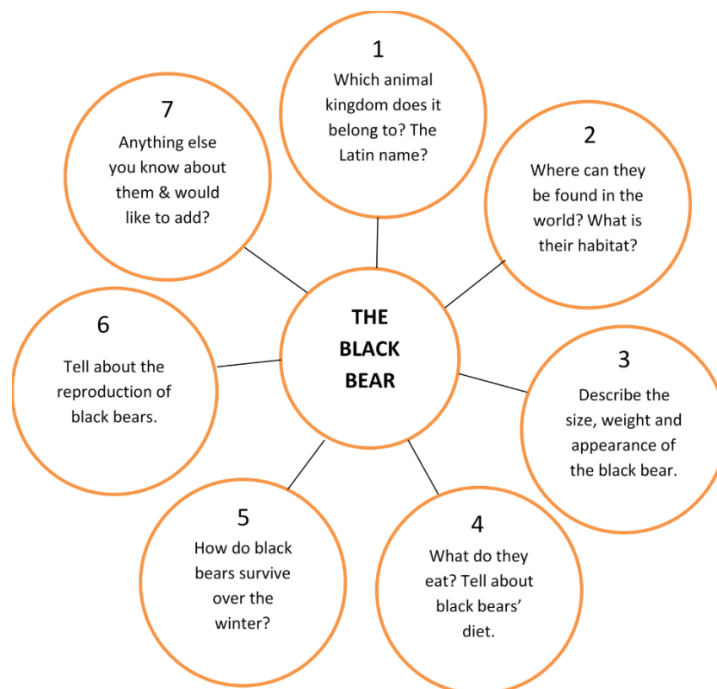 THE
BLACK
BEAR
1
Which animal
kingdom does it
belong to? The
Latin name?
2
Where can they
be found in the
world? What is
their habitat?
3
Describe the
size, weight and
appearance of
the black bear.
4
What do they
eat? Tell about
black bears’
diet.
5
How do black
bears survive
over the
winter?
6
Tell about the
reproduction of
black bears.
7
Anything else
you know about
them & would
like to add?